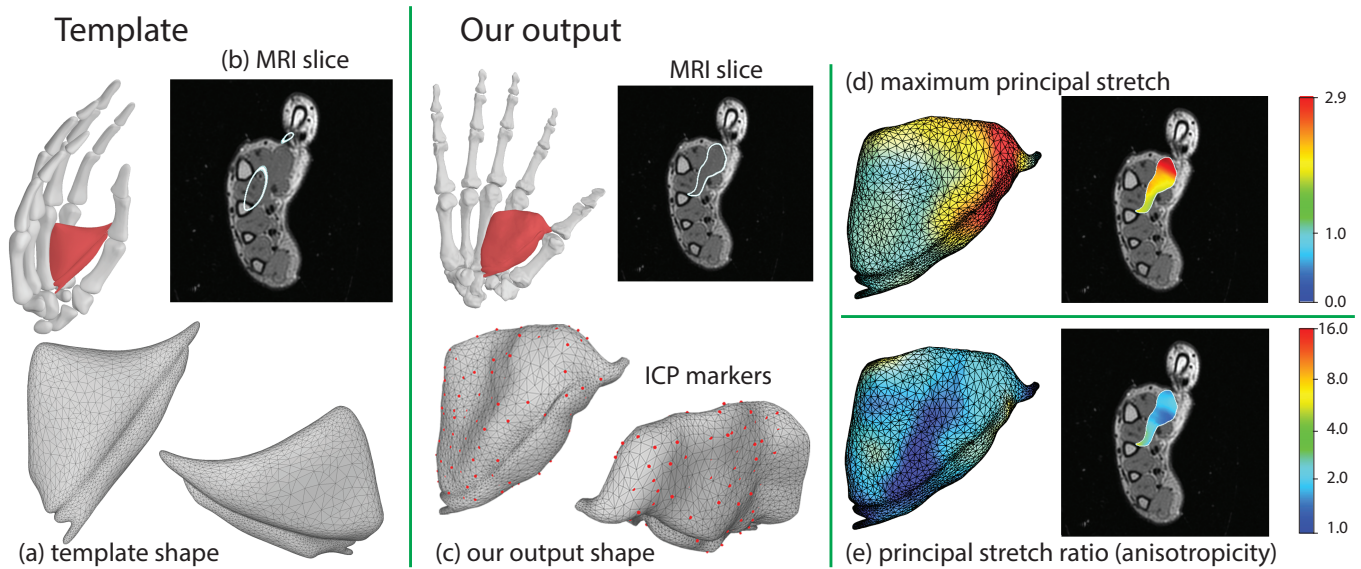 Template
(b) MRI slice
(a) template shape
Our output
MRI slice
ICP markers
(c) our output shape
(d) maximum principal stretch
2.9
1.0
0.0
16.0
8.0
4.0
2.0
1.0
(e) principal stretch ratio (anisotropicity)